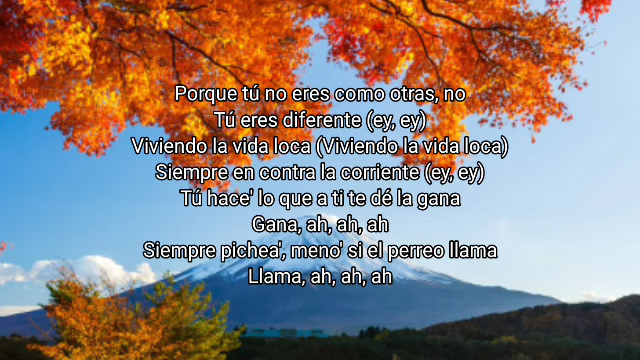 Porque tú no eres como otras, no
Tú eres diferente (ey, ey)
Viviendo la vida loca (Viviendo la vida loca)
Siempre en contra la corriente (ey, ey)
Tú hace' lo que a ti te dé la gana
Gana, ah, ah, ah
Siempre pichea', meno' si el perreo llama
Llama, ah, ah, ah